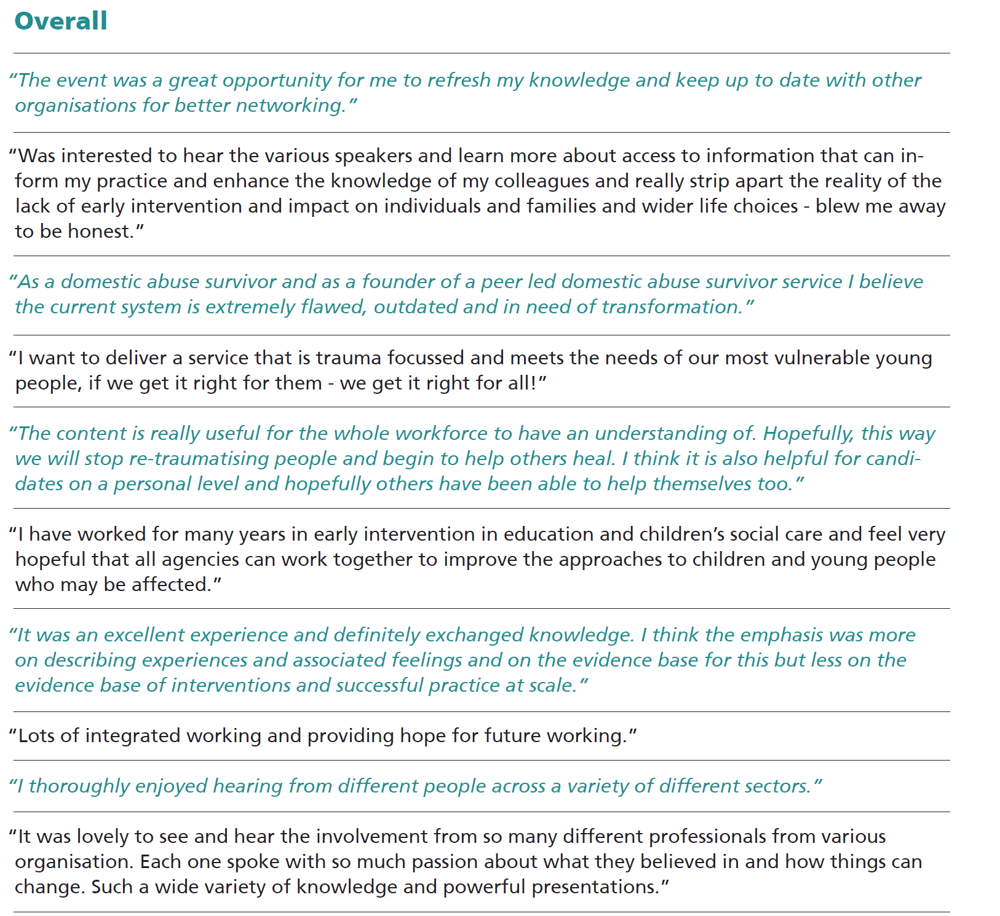 Overall
“The event was a great opportunity for me to refresh my knowledge and keep up to date with other
organisations for better networking.”
“Was interested to hear the various speakers and learn more about access to information that can in-
form my practice and enhance the knowledge of my colleagues and really strip apart the reality of the
lack of early intervention and impact on individuals and families and wider life choices - blew me away
to be honest.”
“As a domestic abuse survivor and as a founder of a peer led domestic abuse survivor service I believe
the current system is extremely flawed, outdated and in need of transformation.”
“I want to deliver a service that is trauma focussed and meets the needs of our most vulnerable young
people, if we get it right for them - we get it right for all!”
“The content is really useful for the whole workforce to have an understanding of. Hopefully, this way
we will stop re-traumatising people and begin to help others heal. I think it is also helpful for candi-
dates on a personal level and hopefully others have been able to help themselves too.”
“I have worked for many years in early intervention in education and children’s social care and feel very
hopeful that all agencies can work together to improve the approaches to children and young people
who may be affected.”
“It was an excellent experience and definitely exchanged knowledge. I think the emphasis was more
on describing experiences and associated feelings and on the evidence base for this but less on the
evidence base of interventions and successful practice at scale.”
“Lots of integrated working and providing hope for future working.”
“I thoroughly enjoyed hearing from different people across a variety of different sectors.”
“It was lovely to see and hear the involvement from so many different professionals from various
organisation. Each one spoke with so much passion about what they believed in and how things can
change. Such a wide variety of knowledge and powerful presentations.”